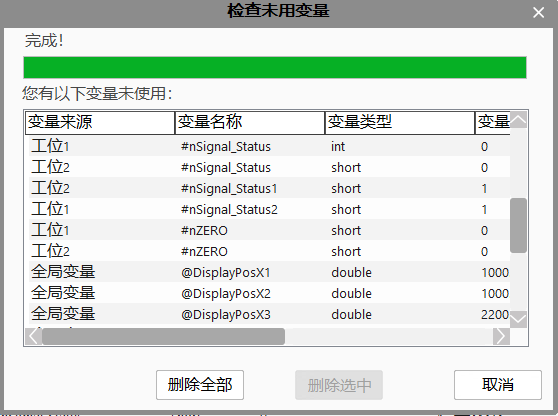 检查未用变量
完成!
您有以下变量未使用:
变量来源 变量名称 变量类型 变量
工位1 #nSignal_Status int 0
工位2 #nSignal_Status short 0
工位2 #nSignal_Status1 short 1
工位1 #nSignal_Status2 short 1
工位1 #nZERO short 0
工位2 #nZERO short 0
全局变量 @DisplayPosX1 double 1000
全局变量 @DisplayPosX2 double 1000
全局变量 @DisplayPosX3 double 2200
删除全部 删除选中 取消